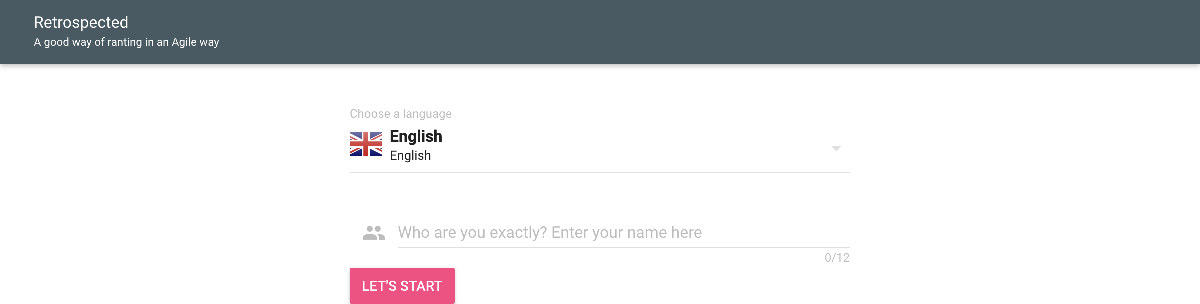 Retrospected
A good way of ranting in an Agile way
Choose a language
English
English
Who are you exactly? Enter your name here
0/12
LET'S START